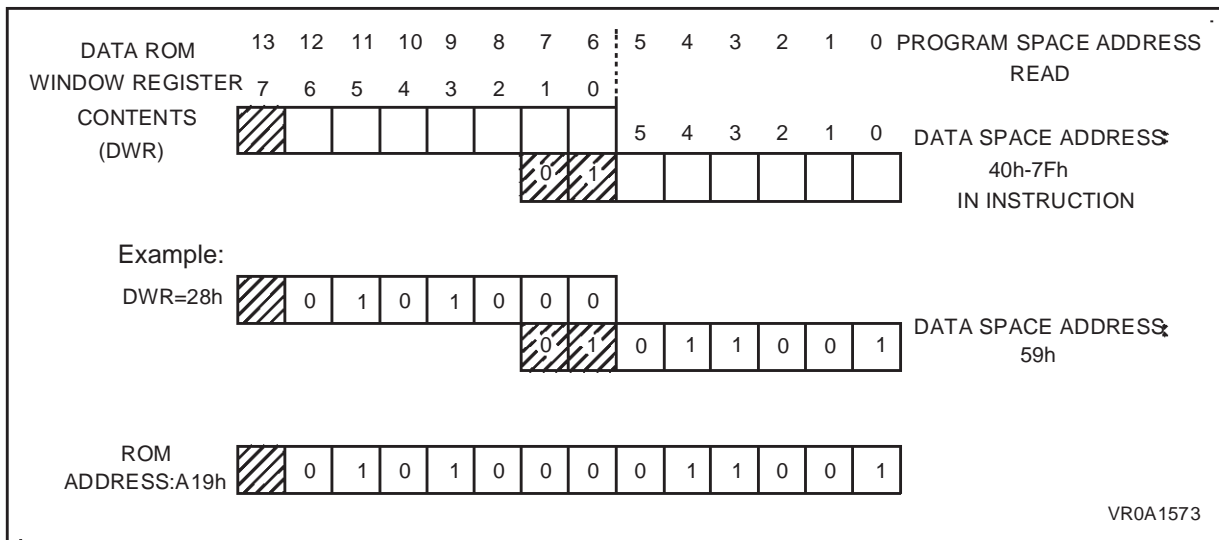 13 12 11 10 9 8 7 6 5 4 3 2 1 0 PROGRAM SPACE ADDRESS
DATA ROM
READ
WINDOW REGISTER 7 6 5 4 3 2 1 0
CONTENTS
5 4 3 2 1 0 DATA SPACE ADDRESS:
(DWR)
0 1
40h-7Fh
IN INSTRUCTION
Example:
DWR=28h 0 1 0 1 0 0 0
DATA SPACE ADDRESS:
0 1 0 1 1 0 0 1
59h
ROM
ADDRESS:A19h 0 1 0 1 0 0 0 0 1 1 0 0 1
VR0A1573